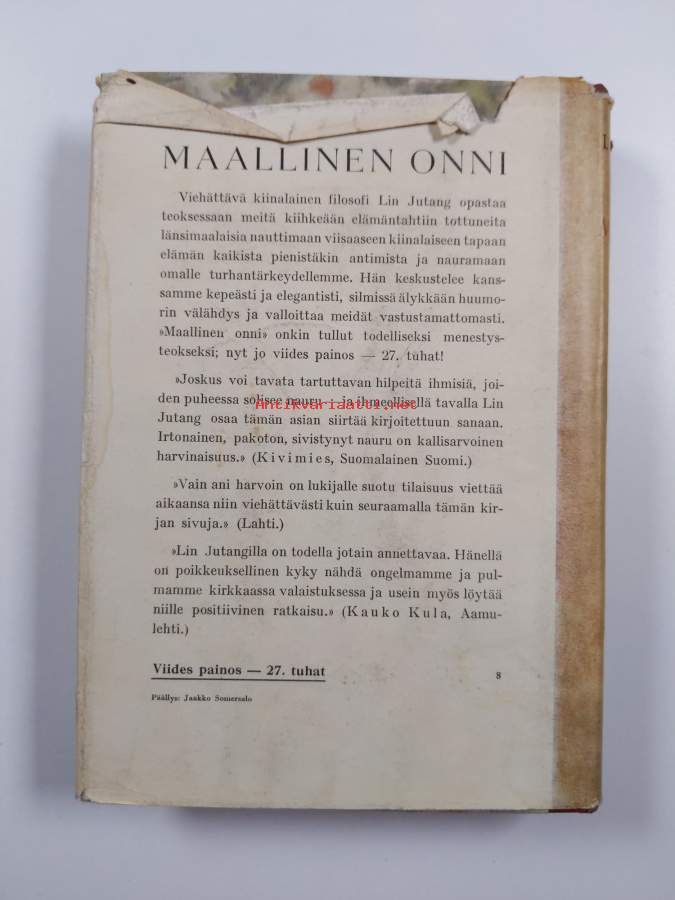 MAALLINEN ONNI
Viehättävä kiinalainen filosofi Lin Jutang opastaa
teoksessaan meitä kiihkeään elämäntahtiin tottuneita
länsimaalaisia nauttimaan viisaaseen kiinalaiseen tapaan
elämän kaikista pienistäkin antimista ja nauramaan
omalle turhantärkeydellemme. Hän keskustelee kans-
samme kepeästi ja elegantisti, silmissä älykkään huumo-
rin välähdys ja valloittaa meidät vastustamattomasti.
»Maallinen onni» onkin tullut todelliseksi menestys-
teokseksi; nyt jo viides painos — 27. tuhat!
»Joskus voi tavata tartuttavan hilpeitä ihmisiä, joi-
den puheessa solisee nauru — ja ihmeellisellä tavalla Lin
Antikvariaatti.net
Jutang osaa tämän asian siirtää kirjoitettuun sanaan.
Irtonainen, pakoton, sivistynyt nauru on kallisarvoinen
harvinaisuus.» (Kivimies, Suomalainen Suomi.)
»Vain ani harvoin on lukijalle suotu tilaisuus viettää
aikaansa niin viehättävästi kuin seuraamalla tämän kir-
jan sivuja.» (Lahti.)
»Lin Jutangilla on todella jotain annettavaa. Hänellä
on poikkeuksellinen kyky nähdä ongelmamme ja pul-
mamme kirkkaassa valaistuksessa ja usein myös löytää
niille positiivinen ratkaisu.» (Kauko Kula, Aamu-
lehti.)
Viides painos — 27. tuhat
8
Päällys: Jaakko Somersalo